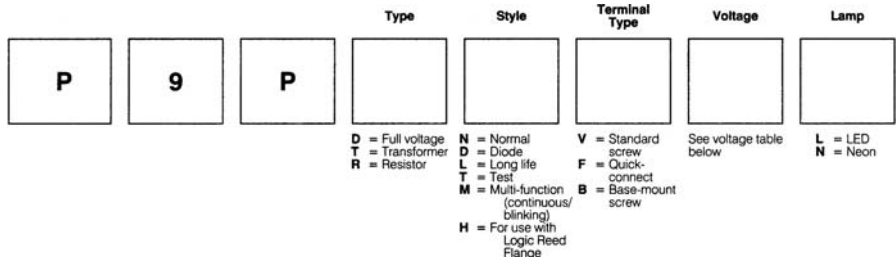 Type
Style
Terminal
Type
Voltage
Lamp
P
9
P
D = Full voltage
T = Transformer
R = Resistor
N = Normal
D = Diode
L = Long life
T = Test
M = Multi-function
(continuous/
blinking)
H = For use with
Logic Reed
Flange
V = Standard
screw
F = Quick-
connect
B = Base-mount
screw
See voltage table
below
L = LED
N = Neon